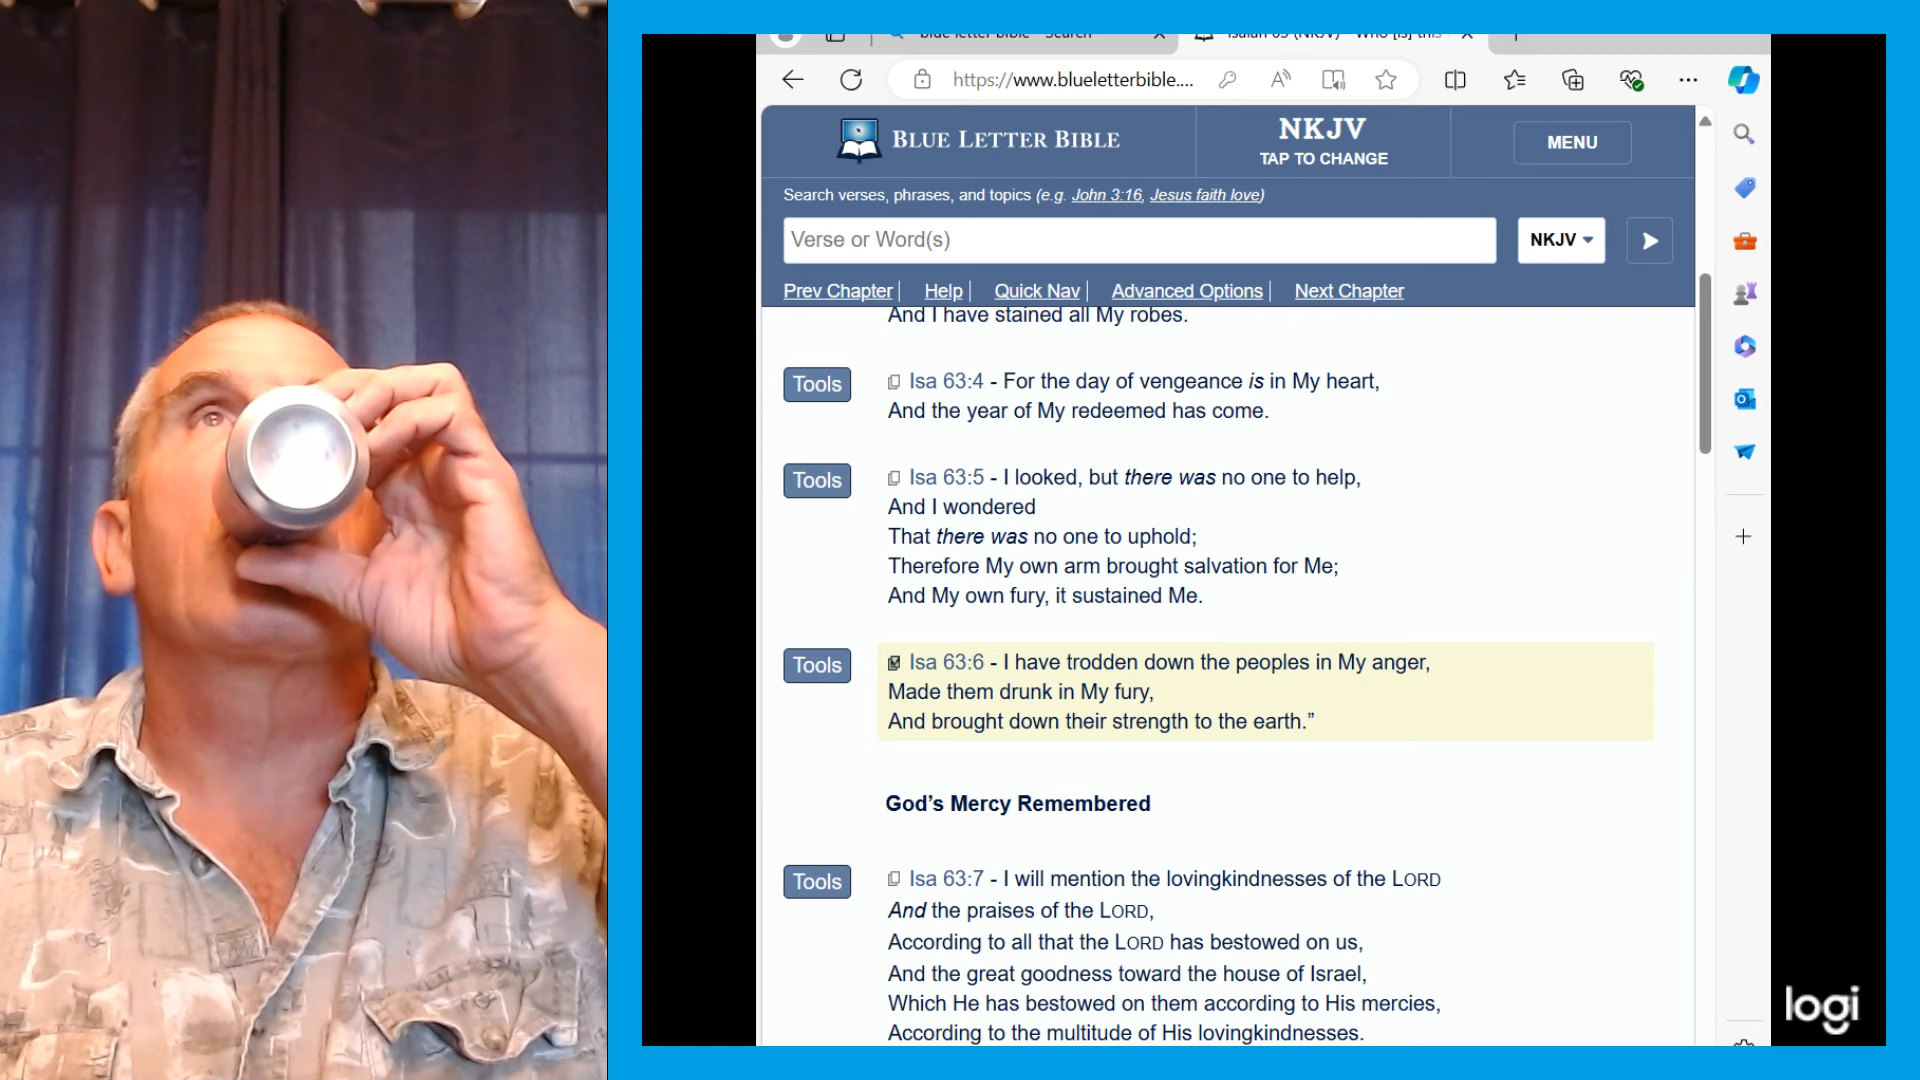 https://www.blueletterbible....
BLUE LETTER BIBLE
NKJV
TAP TO CHANGE
MENU
Search verses, phrases, and topics (e.g. John 3:16, Jesus faith love)
Verse or Word(s)
NKJV
Prev Chapter | Help | Quick Nav | Advanced Options | Next Chapter
And I have stained all My robes.
Tools
Isa 63:4 - For the day of vengeance is in My heart,
And the year of My redeemed has come.
Tools
Isa 63:5 - I looked, but there was no one to help,
And I wondered
That there was no one to uphold;
Therefore My own arm brought salvation for Me;
And My own fury, it sustained Me.
Tools
Isa 63:6 - I have trodden down the peoples in My anger,
Made them drunk in My fury,
And brought down their strength to the earth.”
God’s Mercy Remembered
Tools
Isa 63:7 - I will mention the lovingkindnesses of the LORD
And the praises of the LORD,
According to all that the LORD has bestowed on us,
And the great goodness toward the house of Israel,
Which He has bestowed on them according to His mercies,
According to the multitude of His lovingkindnesses.
logi